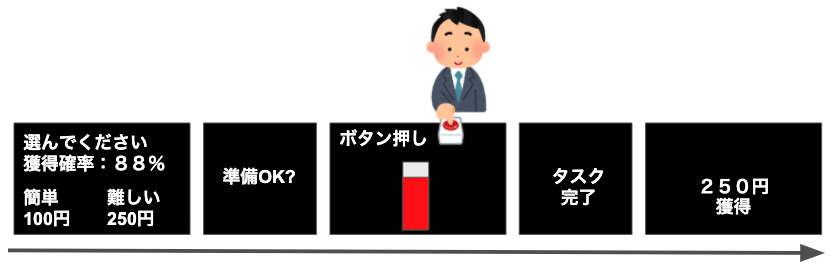 選んでください
獲得確率：８８%
簡単 難しい
100円 250円
準備OK?
ボタン押し
タスク
完了
２５０円
獲得